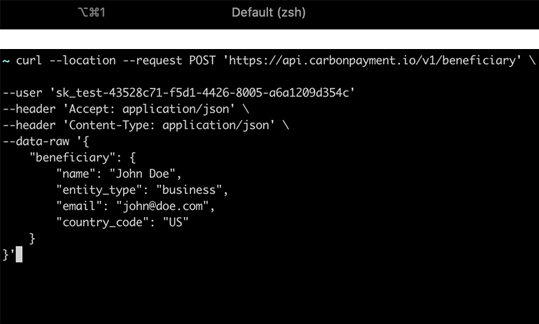 ⌥⌘1 Default (zsh)
~ curl --location --request POST 'https://api.carbonpayment.io/v1/beneficiary' \
--user 'sk_test-43528c71-f5d1-4426-8005-a6a1209d354c'
--header 'Accept: application/json' \
--header 'Content-Type: application/json' \
--data-raw '{
    "beneficiary": {
        "name": "John Doe",
        "entity_type": "business",
        "email": "john@doe.com",
        "country_code": "US"
    }
}'